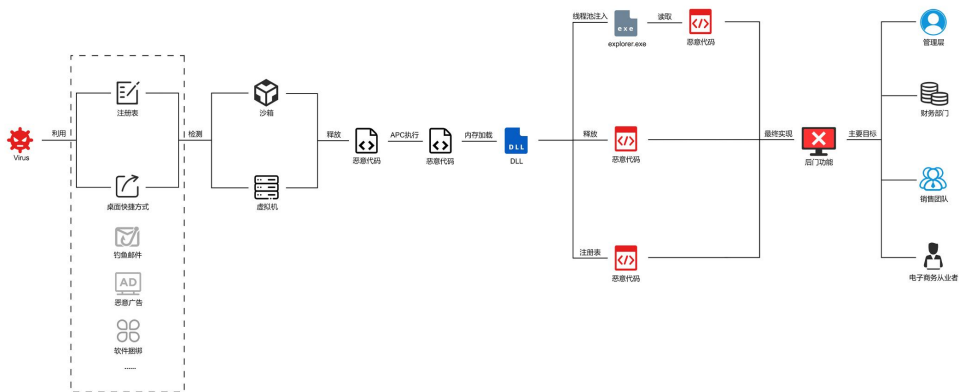 Virus
利用
注册表
桌面快捷方式
钓鱼邮件
AD
恶意广告
软件捆绑
......
检测
沙箱
虚拟机
释放
恶意代码
APC执行
恶意代码
内存加载
DLL
DLL
线程池注入
exe
explorer.exe
读取
恶意代码
释放
恶意代码
注册表
恶意代码
最终实现
后门功能
主要目标
管理层
财务部门
销售团队
电子商务从业者